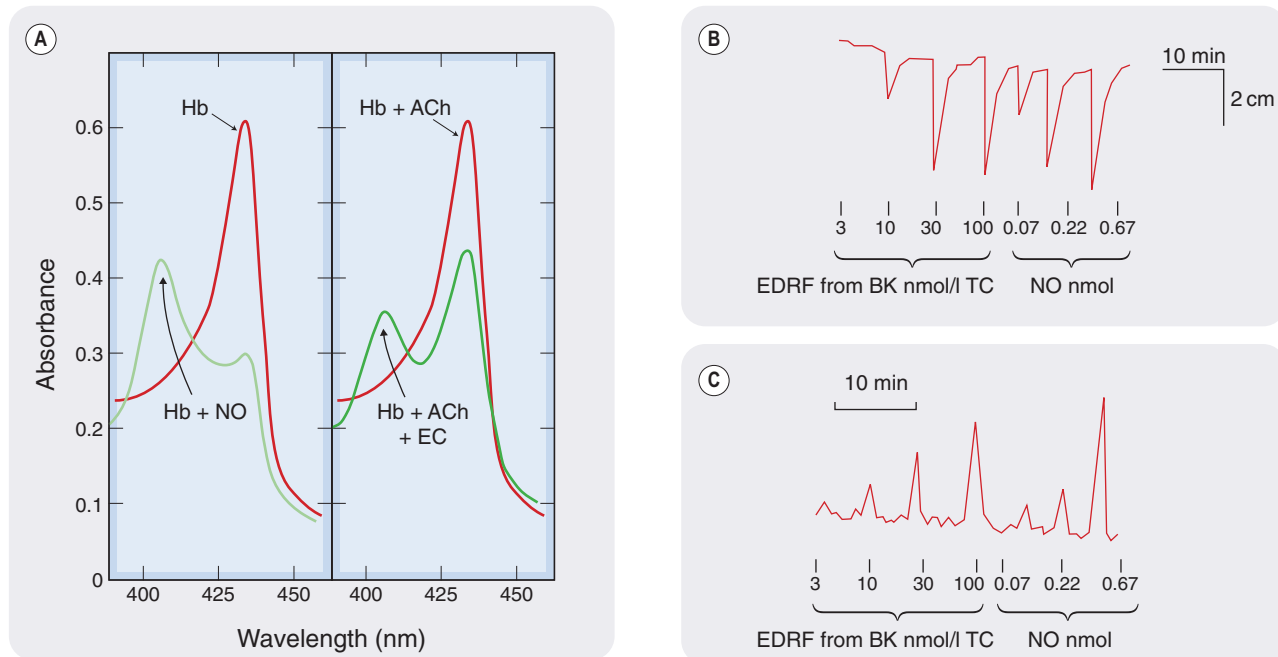 A
Absorbance
0.6
0.5
0.4
0.3
0.2
0.1
0
Hb
Hb + NO
Hb + ACh
Hb + ACh
+ EC
400 425 450 400 425 450
Wavelength (nm)
B
10 min
2 cm
3 10 30 100 0.07 0.22 0.67
EDRF from BK nmol/l TC NO nmol
C
10 min
3 10 30 100 0.07 0.22 0.67
EDRF from BK nmol/l TC NO nmol